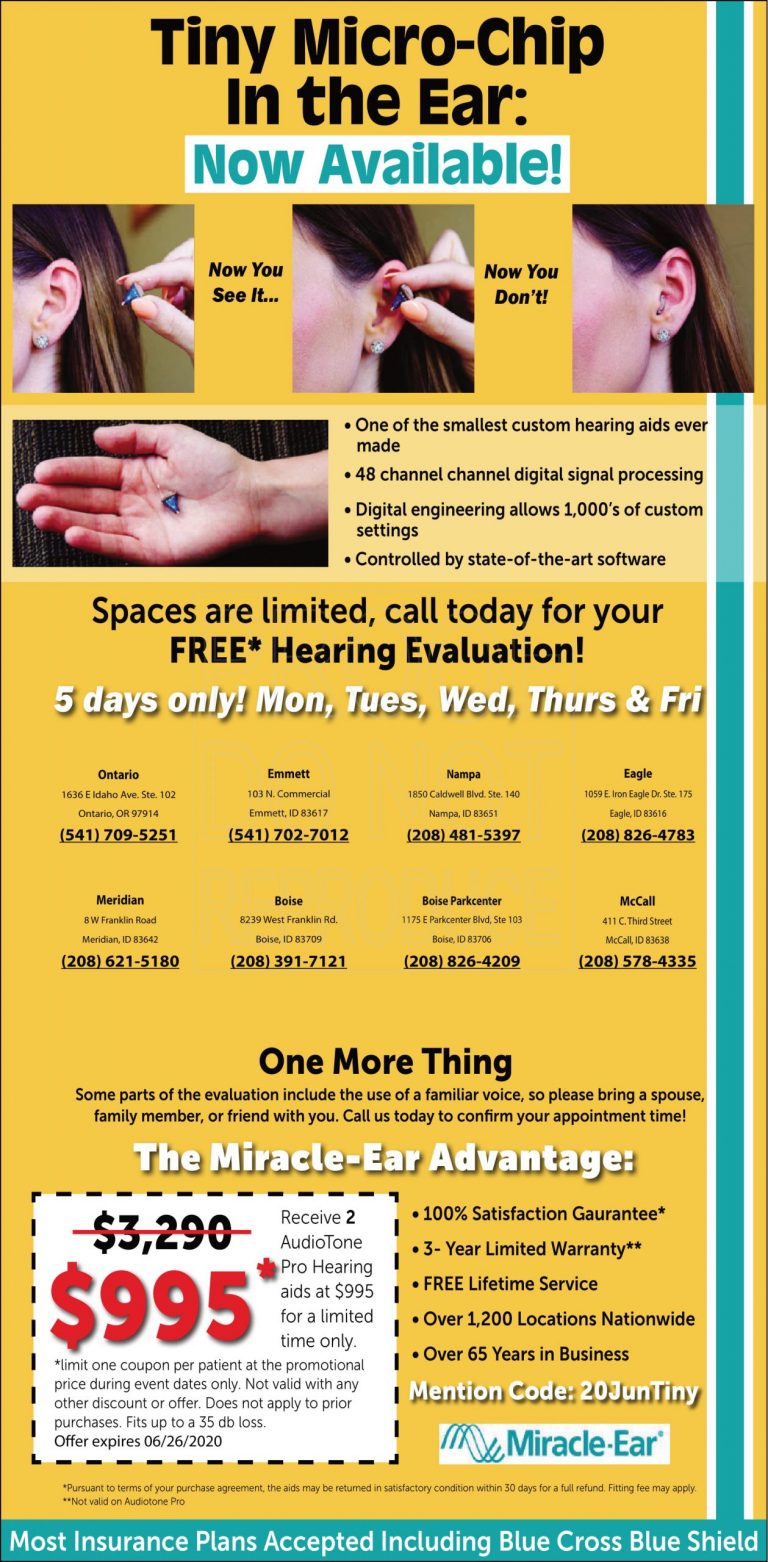 Tiny Micro-Chip
In the Ear:
Now Available!
Now You
See It...
Now You
Don't!
• One of the smallest custom hearing aids ever
made
• 48 channel channel digital signal processing
• Digital engineering allows 1,000's of custom
settings
• Controlled by state-of-the-art software
Spaces are limited, call today for your
FREE* Hearing Evaluation!
5 days only! Mon, Tues, Wed, Thurs & Fri
Ontario
1636 E Idaho Ave. Ste. 102
Ontario, OR 97914
(541) 709-5251
Emmett
103 N. Commercial
Emmett, ID 83617
(541) 702-7012
Nampa
1850 Caldwell Blvd. Ste. 140
Nampa, ID 83651
(208) 481-5397
Eagle
1059 E. Iron Eagle Dr. Ste. 175
Eagle, ID 83616
(208) 826-4783
Meridian
8 W Franklin Road
Meridian, ID 83642
(208) 621-5180
Boise
8239 West Franklin Rd.
Boise, ID 83709
(208) 391-7121
Boise Parkcenter
1175 E Parkcenter Blvd, Ste 103
Boise, ID 83706
(208) 826-4209
McCall
411 C. Third Street
McCall, ID 83638
(208) 578-4335
DO NOT
REPRODUCE
One More Thing
Some parts of the evaluation include the use of a familiar voice, so please bring a spouse,
family member, or friend with you. Call us today to confirm your appointment time!
The Miracle-Ear Advantage:
$3,290
$995*
Receive 2
AudioTone
Pro Hearing
aids at $995
for a limited
time only.
*limit one coupon per patient at the promotional
price during event dates only. Not valid with any
other discount or offer. Does not apply to prior
purchases. Fits up to a 35 db loss.
Offer expires 06/26/2020
• 100% Satisfaction Gaurantee*
• 3- Year Limited Warranty**
• FREE Lifetime Service
• Over 1,200 Locations Nationwide
• Over 65 Years in Business
Mention Code: 20JunTiny
Miracle-Ear®
*Pursuant to terms of your purchase agreement, the aids may be returned in satisfactory condition within 30 days for a full refund. Fitting fee may apply.
**Not valid on Audiotone Pro
Most Insurance Plans Accepted Including Blue Cross Blue Shield